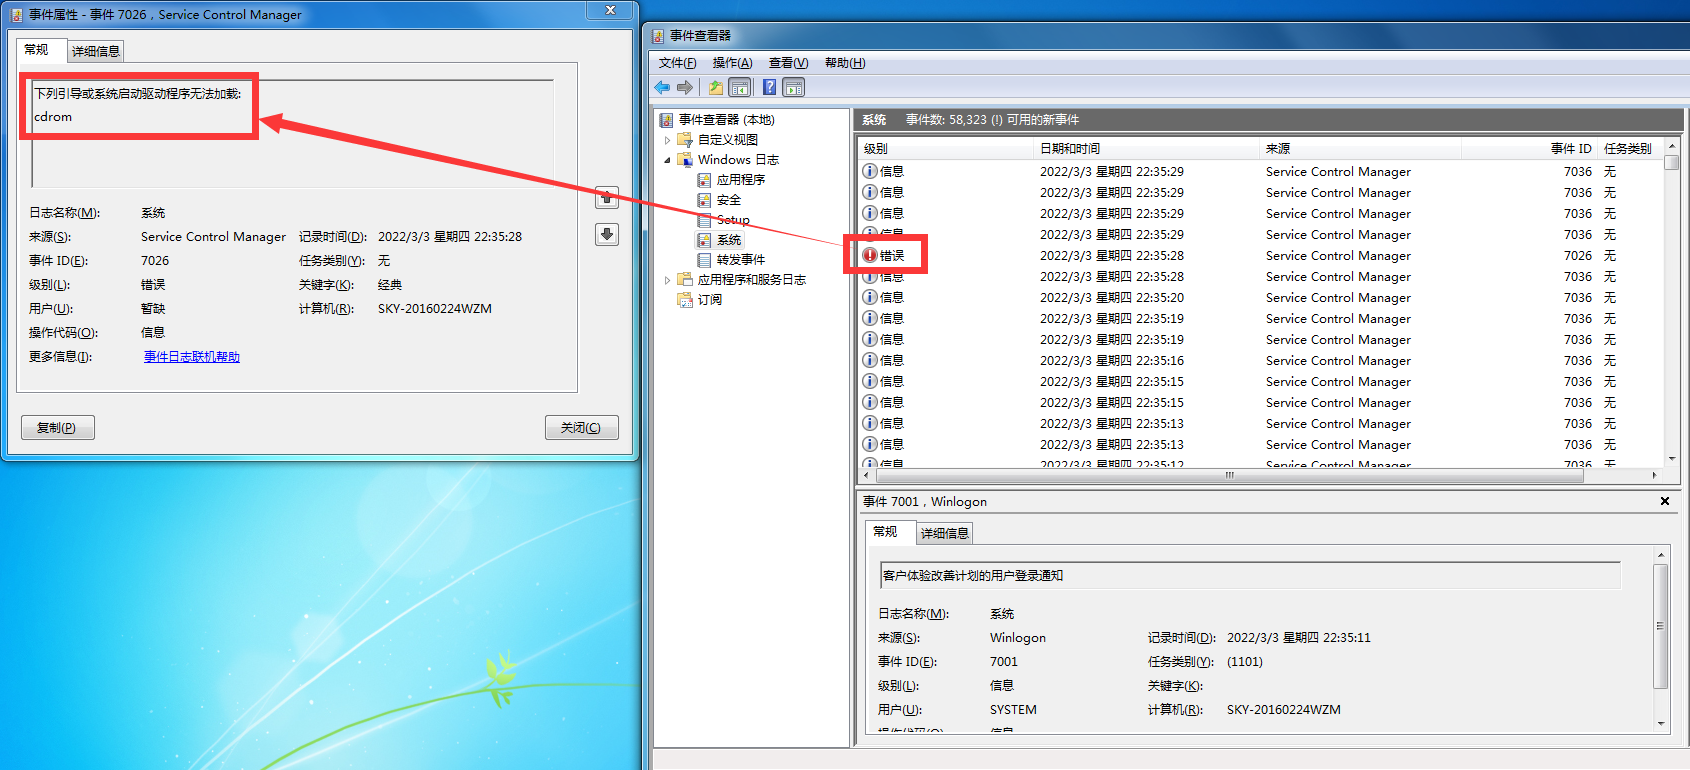 事件属性 - 事件 7026，Service Control Manager
常规
详细信息
下列引导或系统启动驱动程序无法加载:
cdrom
日志名称(M):
系统
来源(S):
Service Control Manager
记录时间(D):
2022/3/3 星期四 22:35:28
事件 ID(E):
7026
任务类别(Y):
无
级别(L):
错误
关键字(K):
经典
用户(U):
暂缺
计算机(R):
SKY-20160224WZM
操作代码(O):
信息
更多信息(I):
事件日志联机帮助
复制(P)
关闭(C)
事件查看器
文件(F) 操作(A) 查看(V) 帮助(H)
事件查看器 (本地)
自定义视图
Windows 日志
应用程序
安全
Setup
系统
转发事件
应用程序和服务日志
订阅
系统 事件数: 58,323 (!) 可用的新事件
级别 日期和时间 来源 事件 ID 任务类别
信息 2022/3/3 星期四 22:35:29 Service Control Manager 7036 无
信息 2022/3/3 星期四 22:35:29 Service Control Manager 7036 无
信息 2022/3/3 星期四 22:35:29 Service Control Manager 7036 无
信息 2022/3/3 星期四 22:35:29 Service Control Manager 7036 无
错误 2022/3/3 星期四 22:35:28 Service Control Manager 7026 无
信息 2022/3/3 星期四 22:35:28 Service Control Manager 7036 无
信息 2022/3/3 星期四 22:35:20 Service Control Manager 7036 无
信息 2022/3/3 星期四 22:35:19 Service Control Manager 7036 无
信息 2022/3/3 星期四 22:35:19 Service Control Manager 7036 无
信息 2022/3/3 星期四 22:35:16 Service Control Manager 7036 无
信息 2022/3/3 星期四 22:35:15 Service Control Manager 7036 无
信息 2022/3/3 星期四 22:35:15 Service Control Manager 7036 无
信息 2022/3/3 星期四 22:35:13 Service Control Manager 7036 无
信息 2022/3/3 星期四 22:35:13 Service Control Manager 7036 无
信息 2022/3/3 星期四 22:35:12 Service Control Manager 7036 无
事件 7001，Winlogon
常规
详细信息
客户体验改善计划的用户登录通知
日志名称(M):
系统
来源(S):
Winlogon
记录时间(D):
2022/3/3 星期四 22:35:11
事件 ID(E):
7001
任务类别(Y):
(1101)
级别(L):
信息
关键字(K):
用户(U):
SYSTEM
计算机(R):
SKY-20160224WZM
操作代码(O):
信息